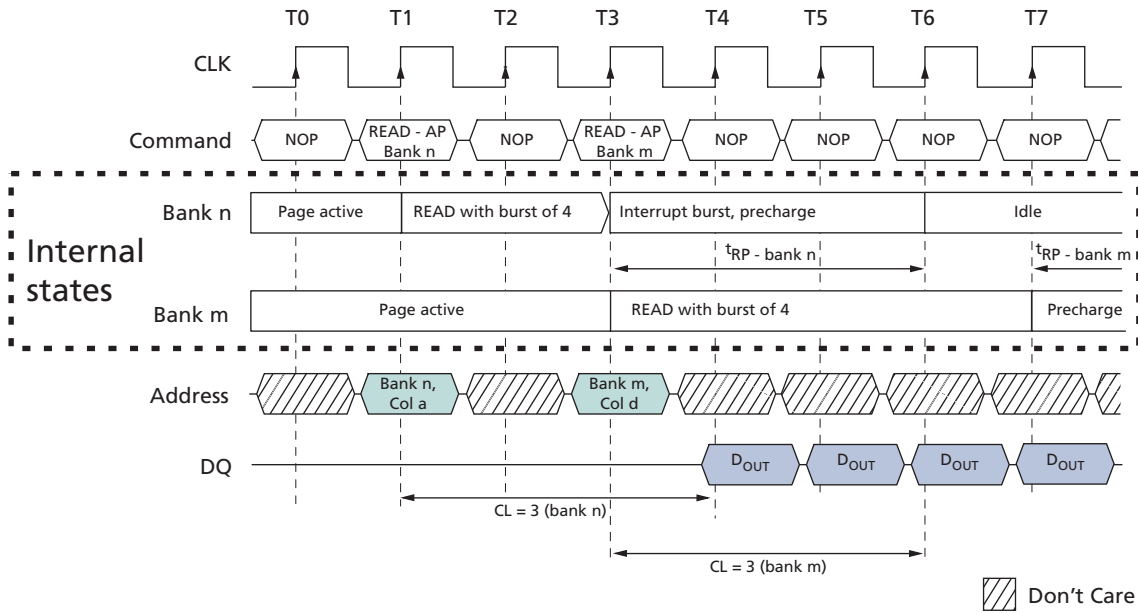 T0 T1 T2 T3 T4 T5 T6 T7
CLK
Command NOP READ - AP Bank n NOP READ - AP Bank m NOP NOP NOP NOP
Bank n Page active READ with burst of 4 Interrupt burst, precharge Idle
Internal states
tRP - bank n tRP - bank m
Bank m Page active READ with burst of 4 Precharge
Address Bank n, Col a Bank m, Col d
DQ DOUT DOUT DOUT DOUT
CL = 3 (bank n)
CL = 3 (bank m)
Don't Care